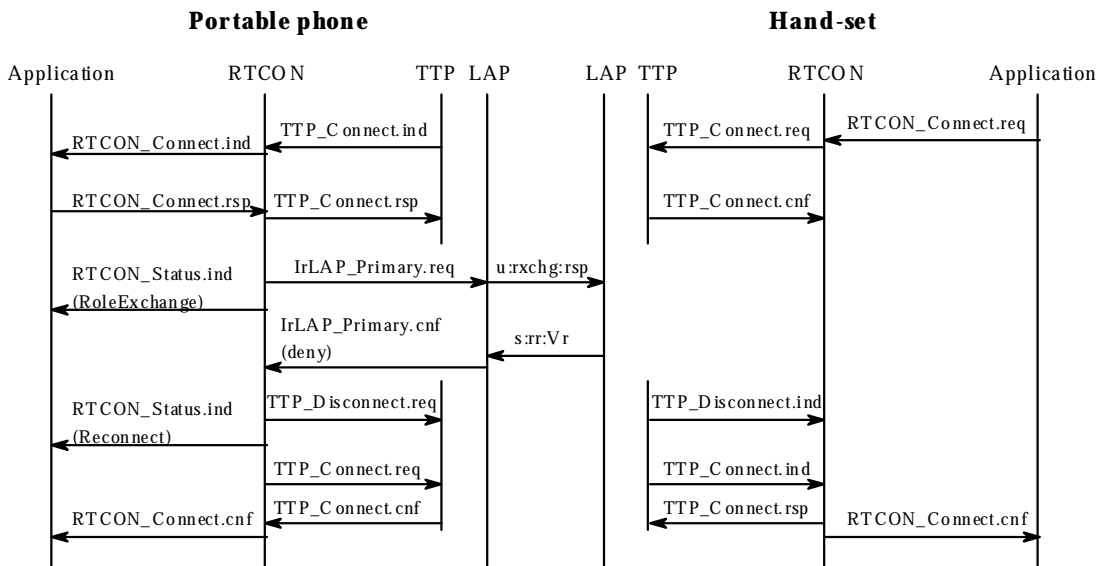 Portable phone Hand-set
Application RTCON TTP LAP LAP TTP RTCON Application
RTCON_Connect.ind TTP_Connect.ind TTP_Connect.req RTCON_Connect.req
RTCON_Connect.rsp TTP_Connect.rsp TTP_Connect.cnf
RTCON_Status.ind IrLAP_Primary.req u:rxchg:rsp
(RoleExchange)
IrLAP_Primary.cnf s:rr:Vr
(deny)
RTCON_Status.ind TTP_Disconnect.req TTP_Disconnect.ind
(Reconnect)
TTP_Connect.req TTP_Connect.ind
RTCON_Connect.cnf TTP_Connect.cnf TTP_Connect.rsp RTCON_Connect.cnf